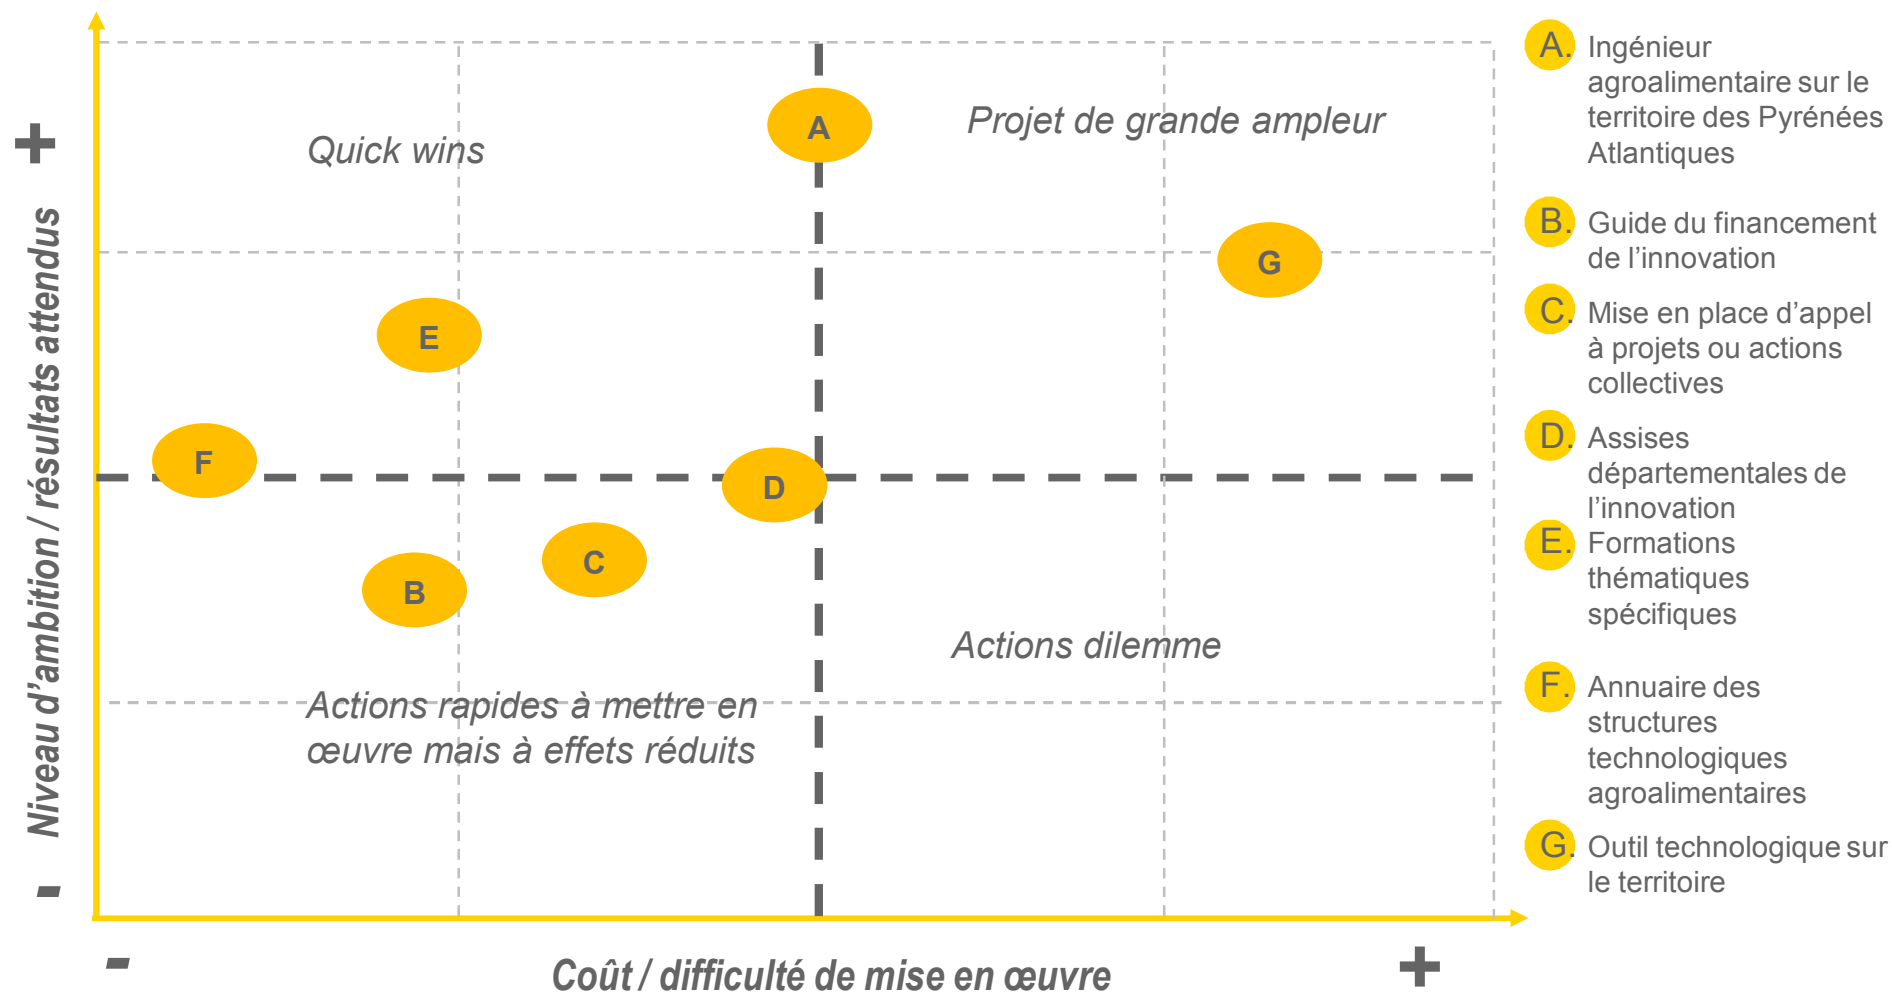 +
Niveau d’ambition / résultats attendus
-
Quick wins
Projet de grande ampleur
A
G
E
F
D
C
B
Actions dilemme
Actions rapides à mettre en
œuvre mais à effets réduits
-
Coût / difficulté de mise en œuvre
+
A. Ingénieur
agroalimentaire sur le
territoire des Pyrénées
Atlantiques
B. Guide du financement
de l’innovation
C. Mise en place d’appel
à projets ou actions
collectives
D. Assises
départementales de
l’innovation
E. Formations
thématiques
spécifiques
F. Annuaire des
structures
technologiques
agroalimentaires
G. Outil technologique sur
le territoire